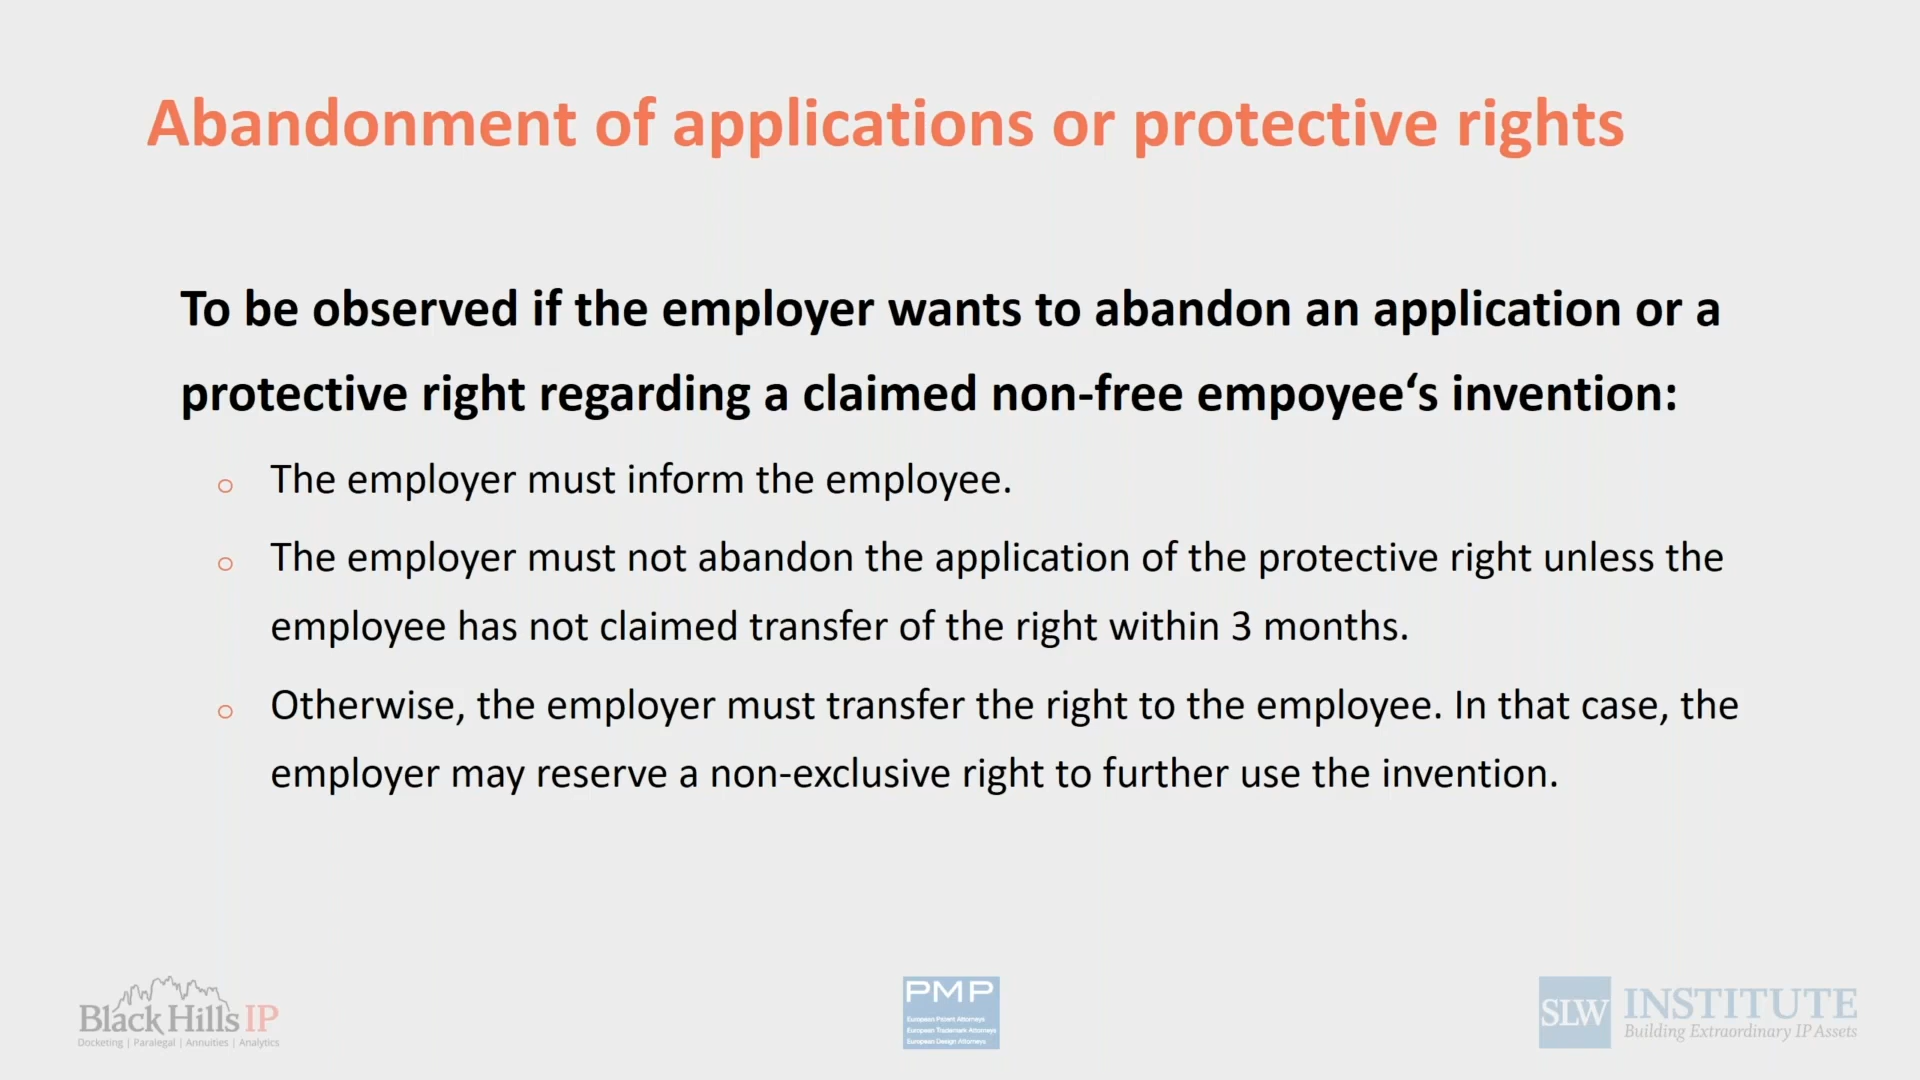 Abandonment of applications or protective rights
To be observed if the employer wants to abandon an application or a
protective right regarding a claimed non-free empoyee‘s invention:
○ The employer must inform the employee.
○ The employer must not abandon the application of the protective right unless the
employee has not claimed transfer of the right within 3 months.
○ Otherwise, the employer must transfer the right to the employee. In that case, the
employer may reserve a non-exclusive right to further use the invention.
Black Hills IP
Docketing | Paralegal | Annuities | Analytics
PMP
European Patent Attorneys
European Trademark Attorneys
European Design Attorneys
SLW INSTITUTE
Building Extraordinary IP Assets